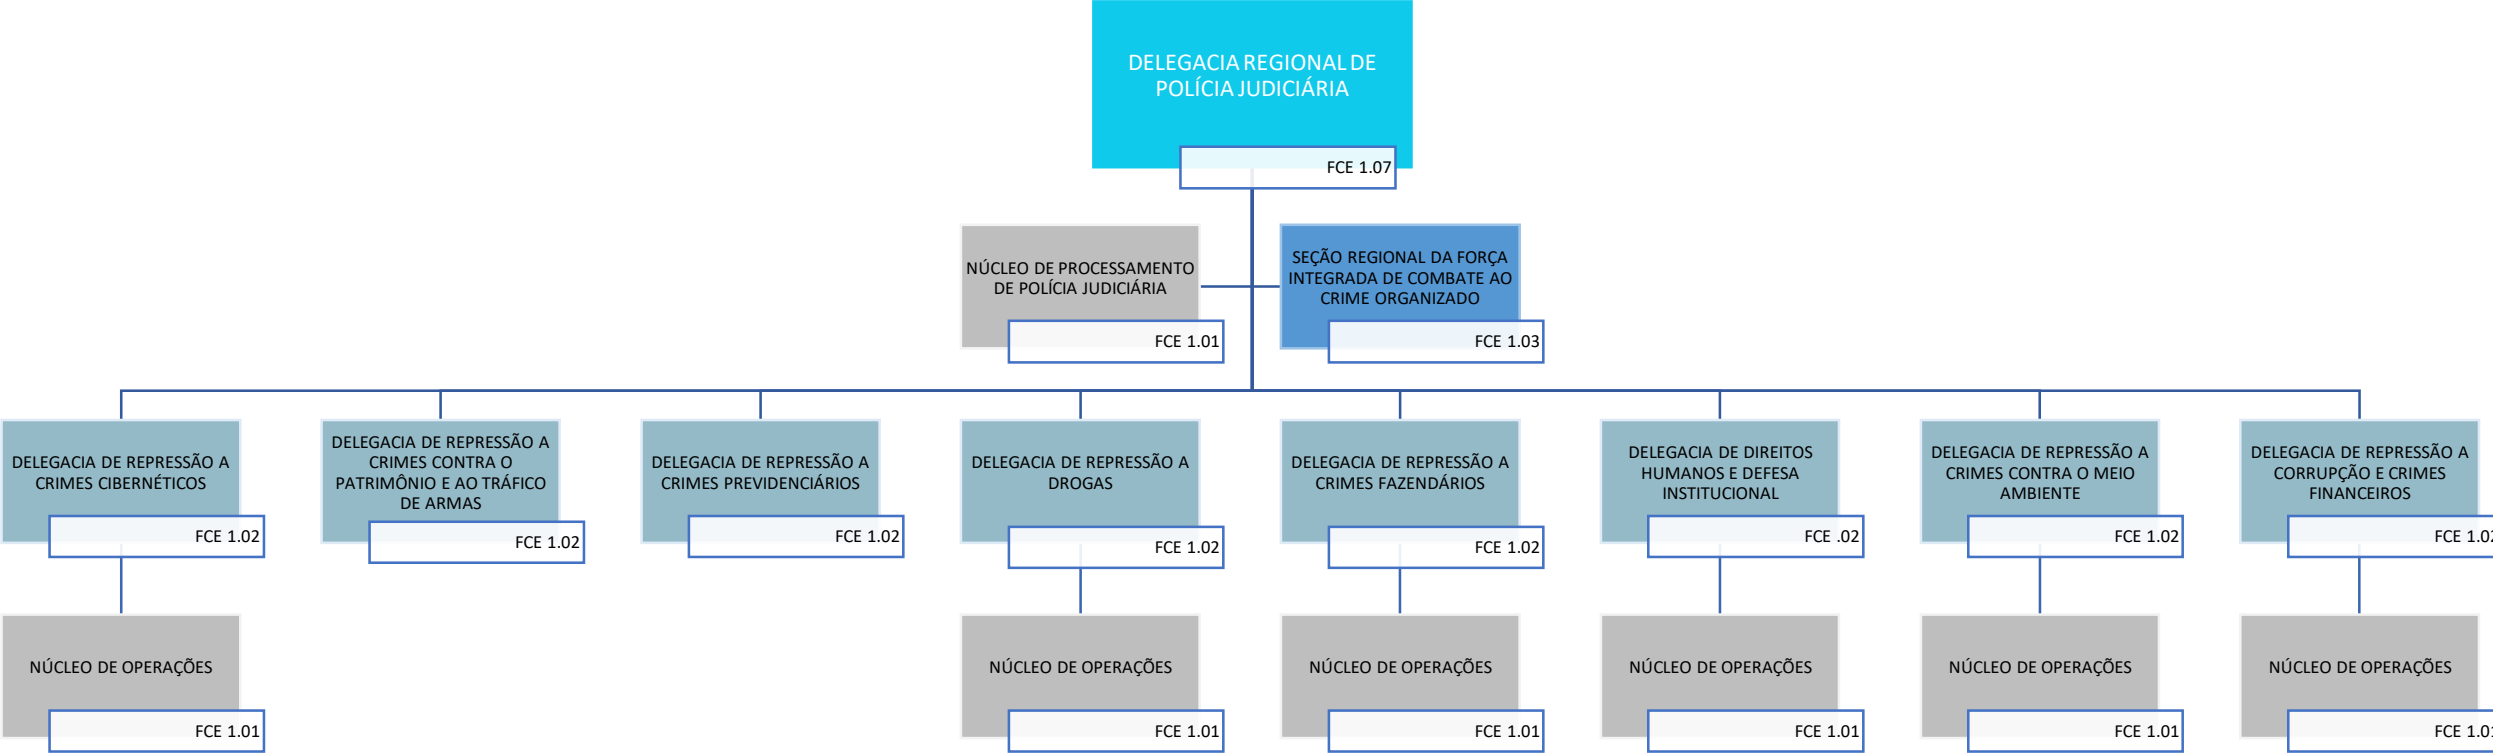 DELEGACIA REGIONAL DE
POLÍCIA JUDICIÁRIA
FCE 1.07
NÚCLEO DE PROCESSAMENTO
DE POLÍCIA JUDICIÁRIA
FCE 1.01
SEÇÃO REGIONAL DA FORÇA
INTEGRADA DE COMBATE AO
CRIME ORGANIZADO
FCE 1.03
DELEGACIA DE REPRESSÃO A
CRIMES CIBERNÉTICOS
FCE 1.02
DELEGACIA DE REPRESSÃO A
CRIMES CONTRA O
PATRIMÔNIO E AO TRÁFICO
DE ARMAS
FCE 1.02
DELEGACIA DE REPRESSÃO A
CRIMES PREVIDENCIÁRIOS
FCE 1.02
DELEGACIA DE REPRESSÃO A
DROGAS
FCE 1.02
DELEGACIA DE REPRESSÃO A
CRIMES FAZENDÁRIOS
FCE 1.02
DELEGACIA DE DIREITOS
HUMANOS E DEFESA
INSTITUCIONAL
FCE .02
DELEGACIA DE REPRESSÃO A
CRIMES CONTRA O MEIO
AMBIENTE
FCE 1.02
DELEGACIA DE REPRESSÃO A
CORRUPÇÃO E CRIMES
FINANCEIROS
FCE 1.02
NÚCLEO DE OPERAÇÕES
FCE 1.01
NÚCLEO DE OPERAÇÕES
FCE 1.01
NÚCLEO DE OPERAÇÕES
FCE 1.01
NÚCLEO DE OPERAÇÕES
FCE 1.01
NÚCLEO DE OPERAÇÕES
FCE 1.01
NÚCLEO DE OPERAÇÕES
FCE 1.01